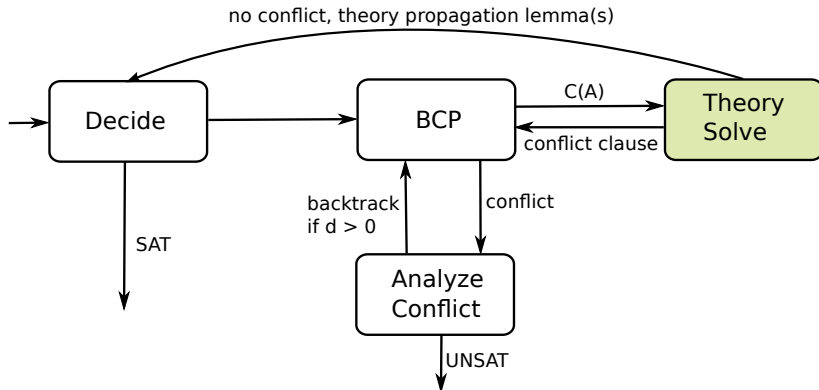 no conflict, theory propagation lemma(s)
Decide
BCP
C(A)
Theory
Solve
conflict clause
backtrack
if d > 0
conflict
SAT
Analyze
Conflict
UNSAT